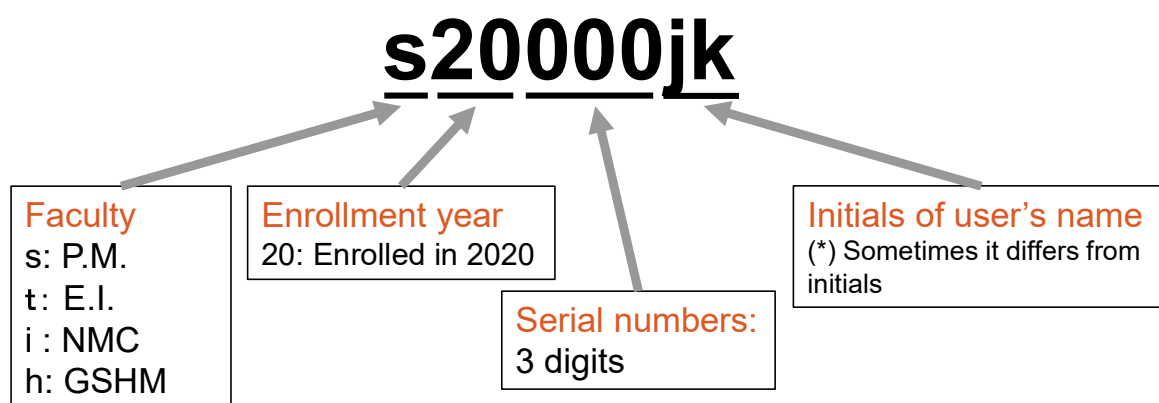 s20000jk
Faculty
s: P.M.
t: E.I.
i : NMC
h: GSHM
Enrollment year
20: Enrolled in 2020
Serial numbers:
3 digits
Initials of user’s name
(*) Sometimes it differs from
initials